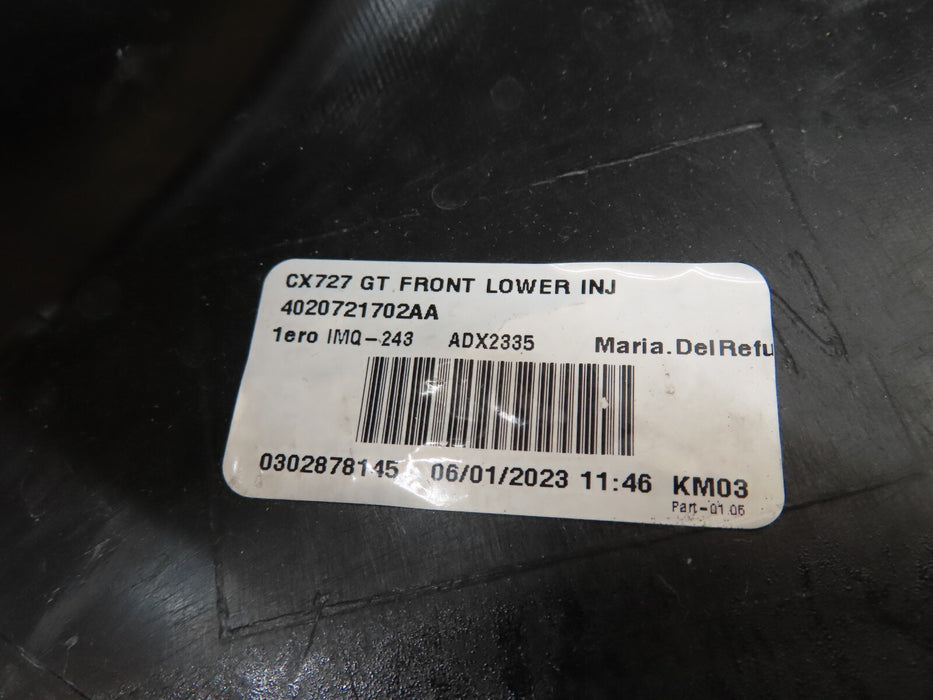 CX727 GT FRONT LOWER INJ
4020721702AA
1ero IMQ-243 ADX2335 Maria.DelRefu
0302878145 06/01/2023 11:46 KM03
Part-01.06